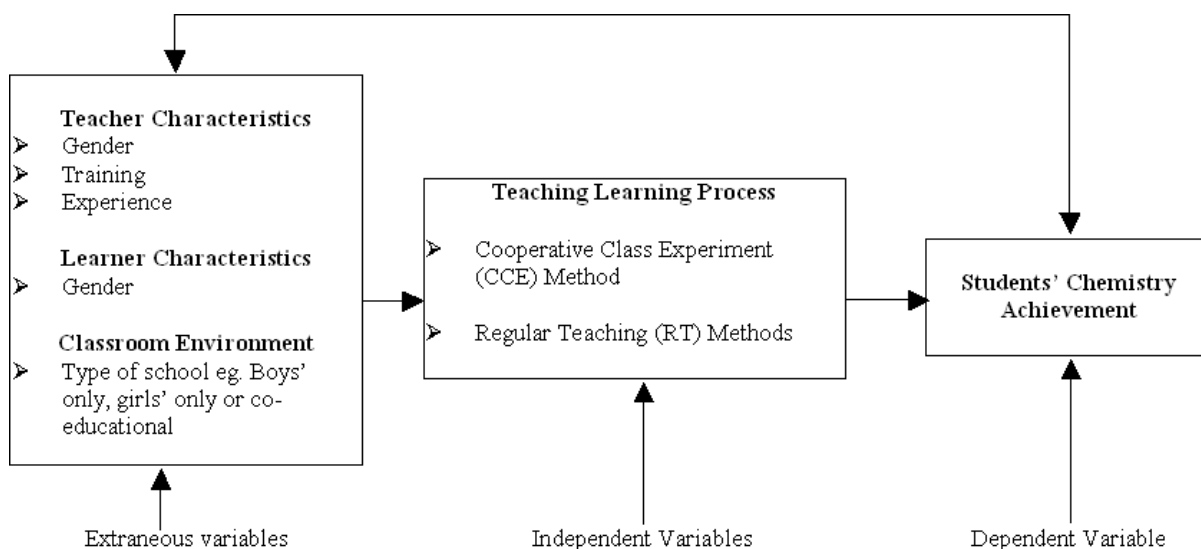 Teacher Characteristics
➢ Gender
➢ Training
➢ Experience
Learner Characteristics
➢ Gender
Classroom Environment
➢ Type of school eg. Boys’
only, girls’ only or co-
educational
Teaching Learning Process
➢ Cooperative Class Experiment
(CCE) Method
➢ Regular Teaching (RT) Methods
Students’ Chemistry
Achievement
Extraneous variables
Independent Variables
Dependent Variable